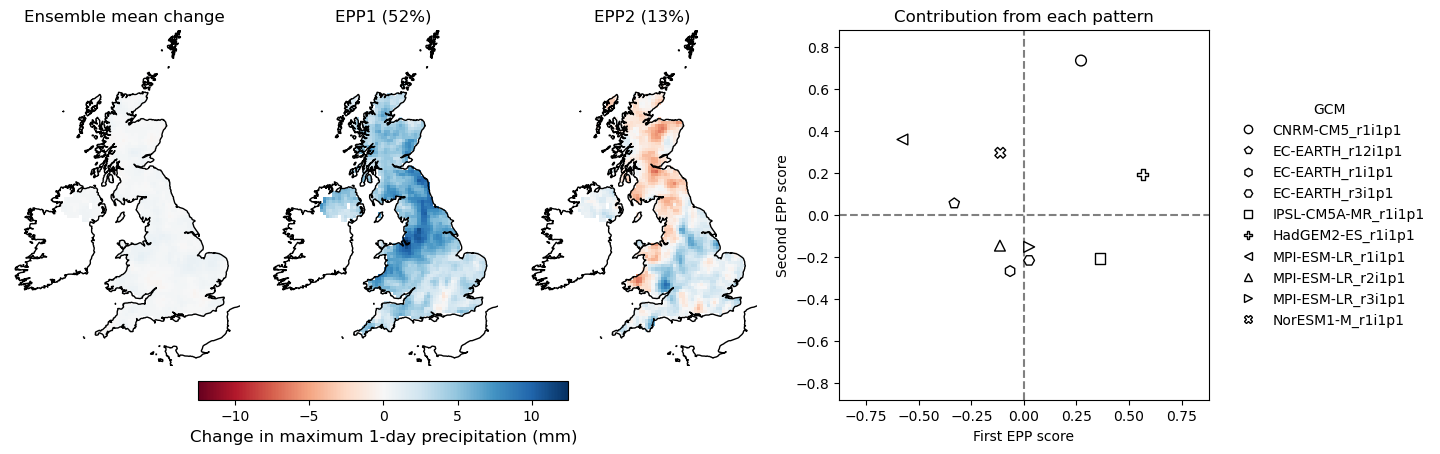 Ensemble mean change
EPP1 (52%)
EPP2 (13%)
−10 −5 0 5 10
Change in maximum 1-day precipitation (mm)
Contribution from each pattern
Second EPP score
0.8
0.6
0.4
0.2
0.0
−0.2
−0.4
−0.6
−0.8
−0.75 −0.50 −0.25 0.00 0.25 0.50 0.75
First EPP score
GCM
CNRM-CM5_r1i1p1
EC-EARTH_r12i1p1
EC-EARTH_r1i1p1
EC-EARTH_r3i1p1
IPSL-CM5A-MR_r1i1p1
HadGEM2-ES_r1i1p1
MPI-ESM-LR_r1i1p1
MPI-ESM-LR_r2i1p1
MPI-ESM-LR_r3i1p1
NorESM1-M_r1i1p1